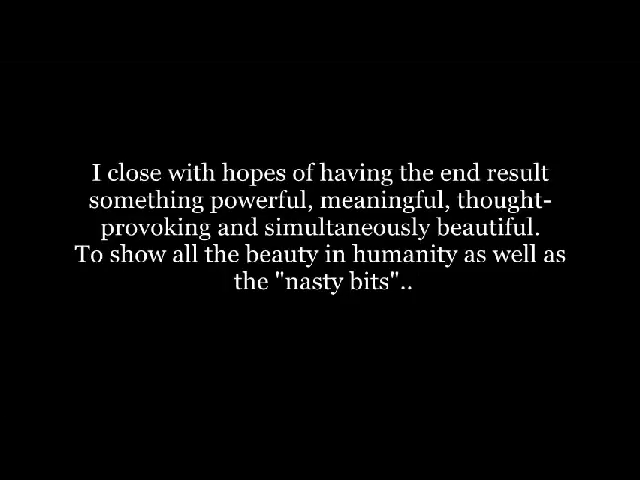 I close with hopes of having the end result
something powerful, meaningful, thought-
provoking and simultaneously beautiful.
To show all the beauty in humanity as well as
the "nasty bits"..